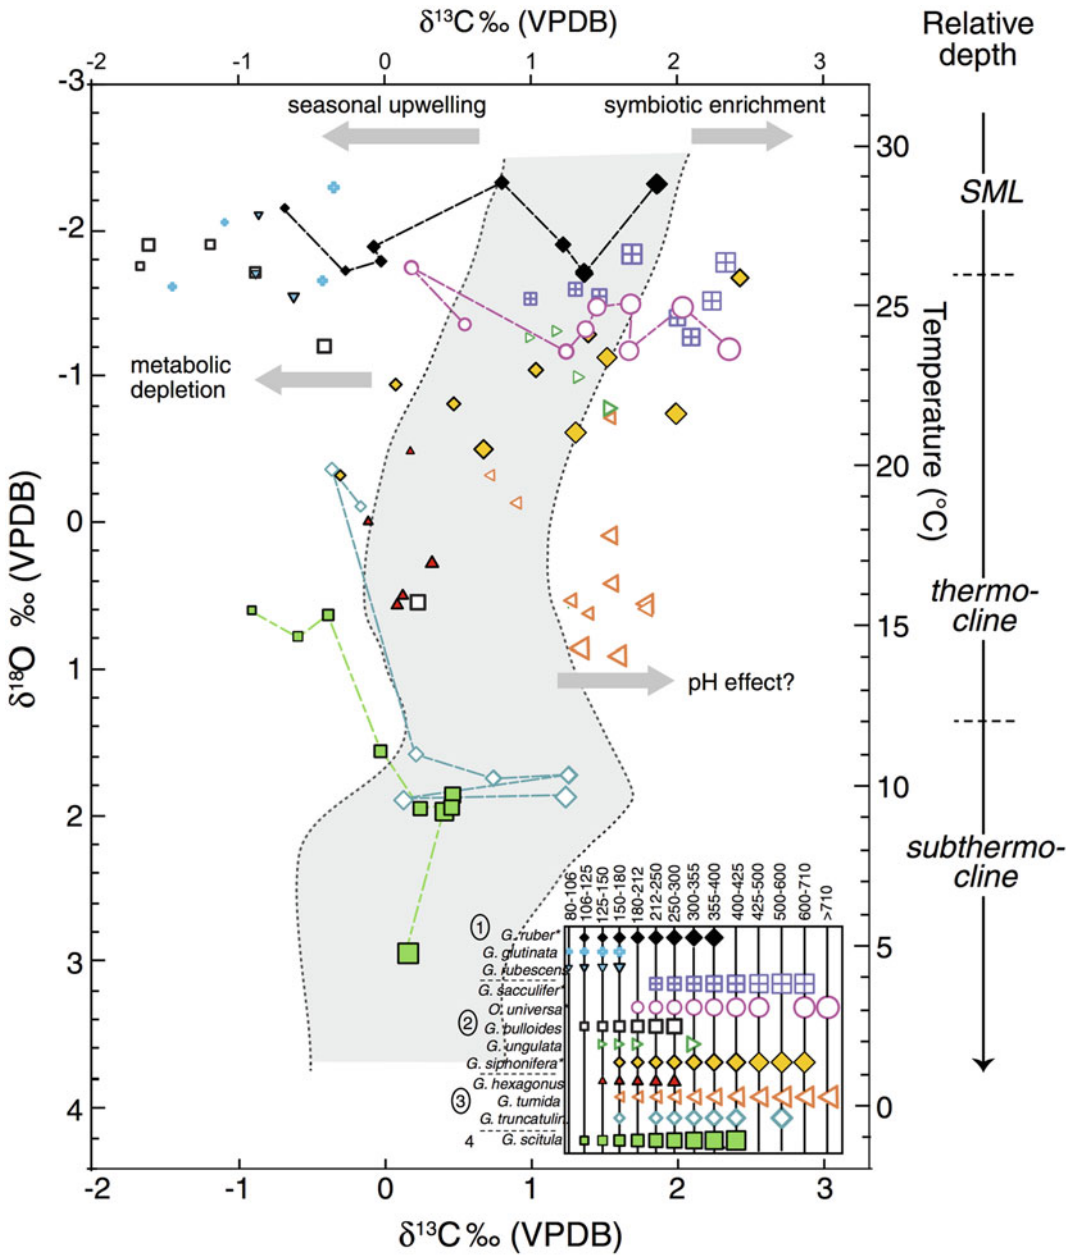 δ13C ‰ (VPDB)
Relative
depth
-2 -1 0 1 2 3
-3
seasonal upwelling
symbiotic enrichment
30
SML
-2
25
metabolic
depletion
-1
Temperature (°C)
20
δ18O ‰ (VPDB)
0
thermo-
cline
15
1
pH effect?
10
2
subthermo-
cline
80-106
106-125
125-150
150-180
180-212
212-250
250-300
300-355
355-400
400-425
425-500
500-600
600-710
>710
1
G. ruber*
G. glutinata
G. rubescens
G. sacculifer*
O. universa*
2
G. bulloides
G. ungulata
G. siphonifera*
G. hexagonus
3
G. tumida
G. truncatulin.
4
G. scitula
5
3
4
0
-2 -1 0 1 2 3
δ13C ‰ (VPDB)